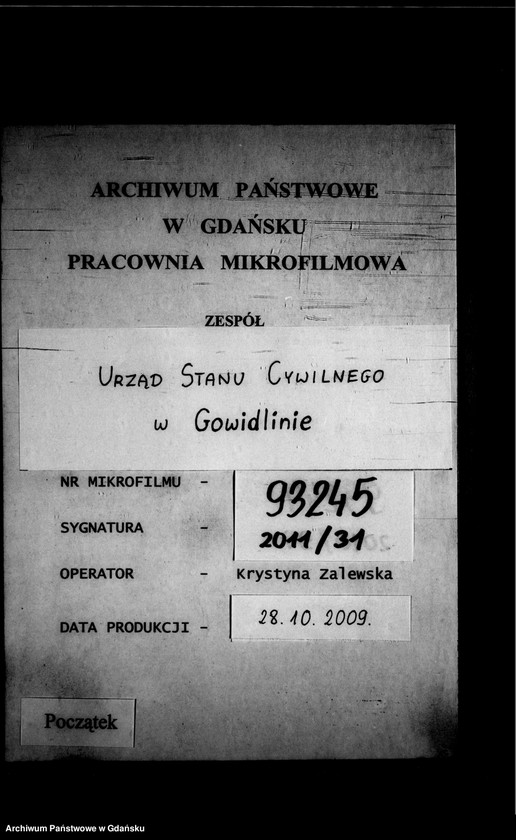 ARCHIWUM PAŃSTWOWE
W GDAŃSKU
PRACOWNIA MIKROFILMOWA
ZESPÓŁ
URZĄD STANU CYWILNEGO
w Gowidlinie
NR MIKROFILMU - 93245
SYGNATURA - 2011/31
OPERATOR - Krystyna Zalewska
DATA PRODUKCJI - 28.10.2009.
Początek
Archiwum Państwowe w Gdańsku